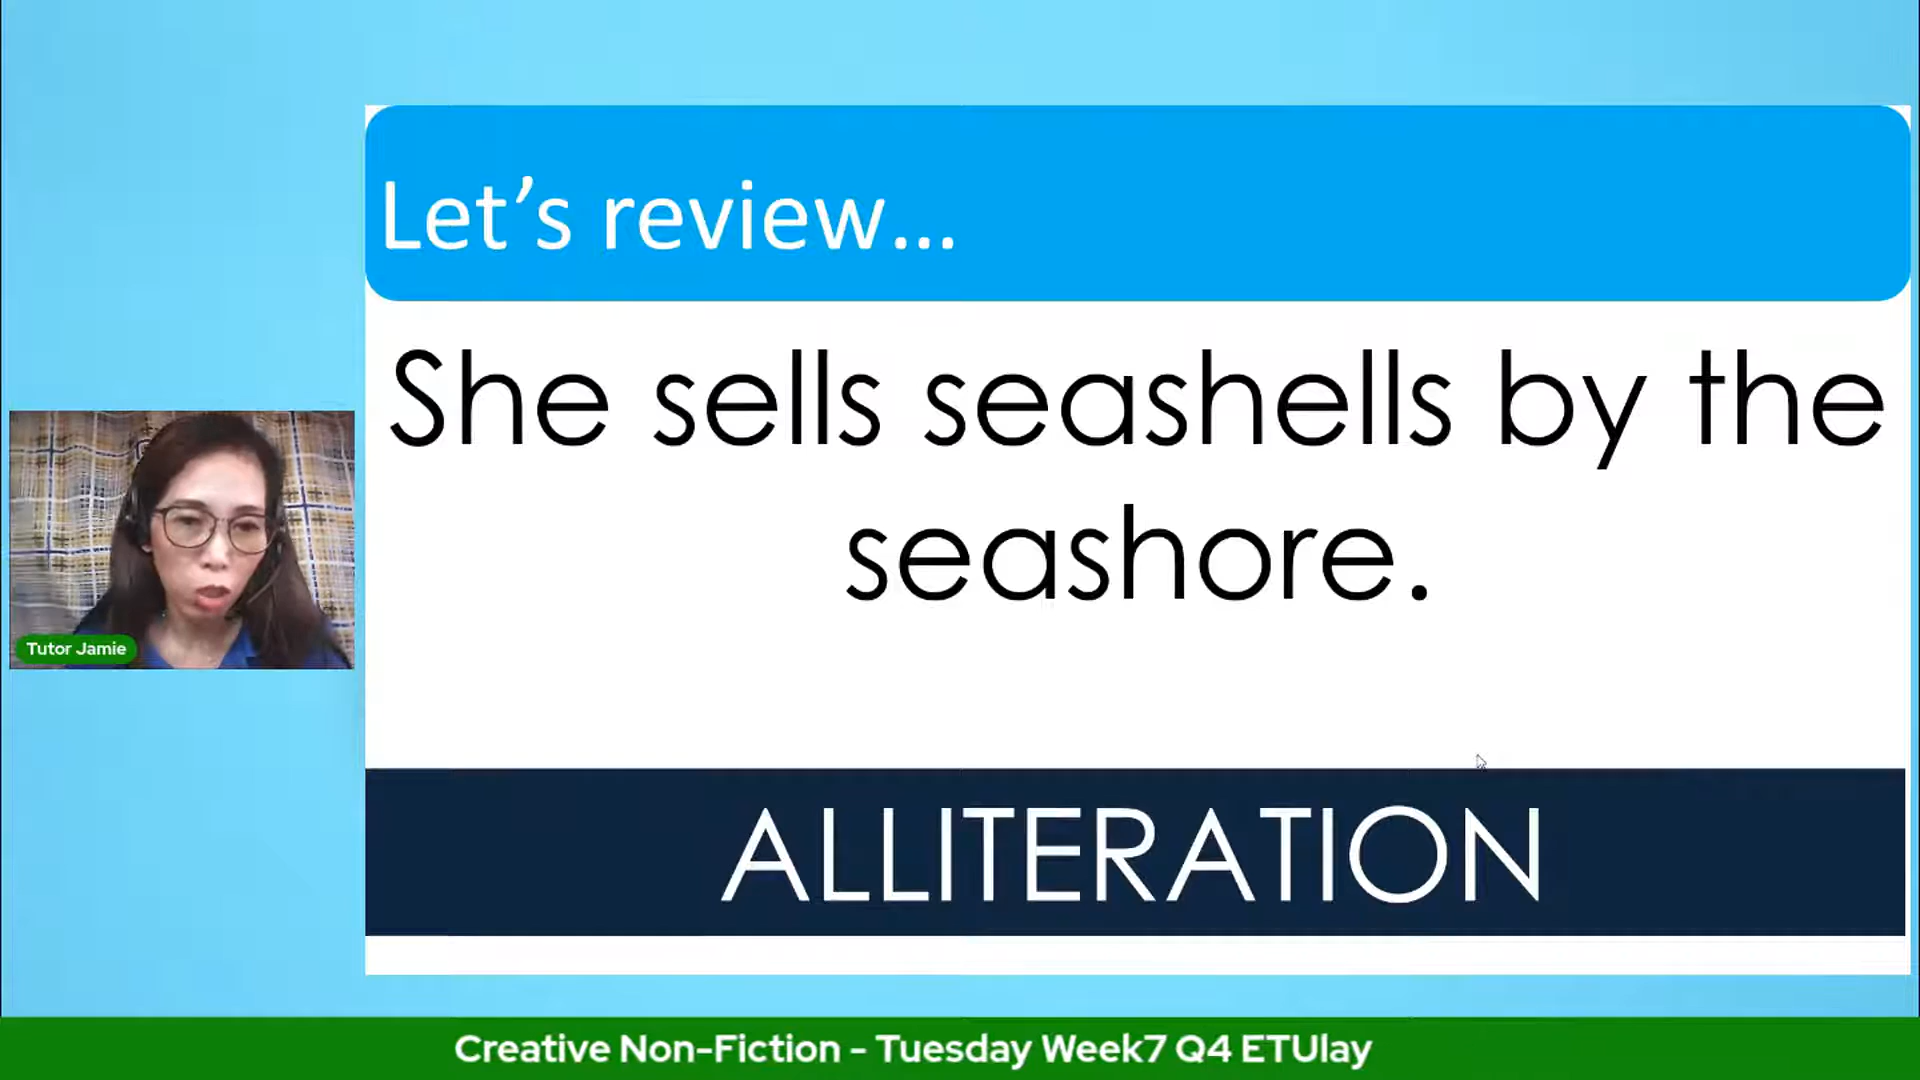 Let's review...
She sells seashells by the
seashore.
Tutor Jamie
ALLITERATION
Creative Non-Fiction - Tuesday Week7 Q4 ETUlay